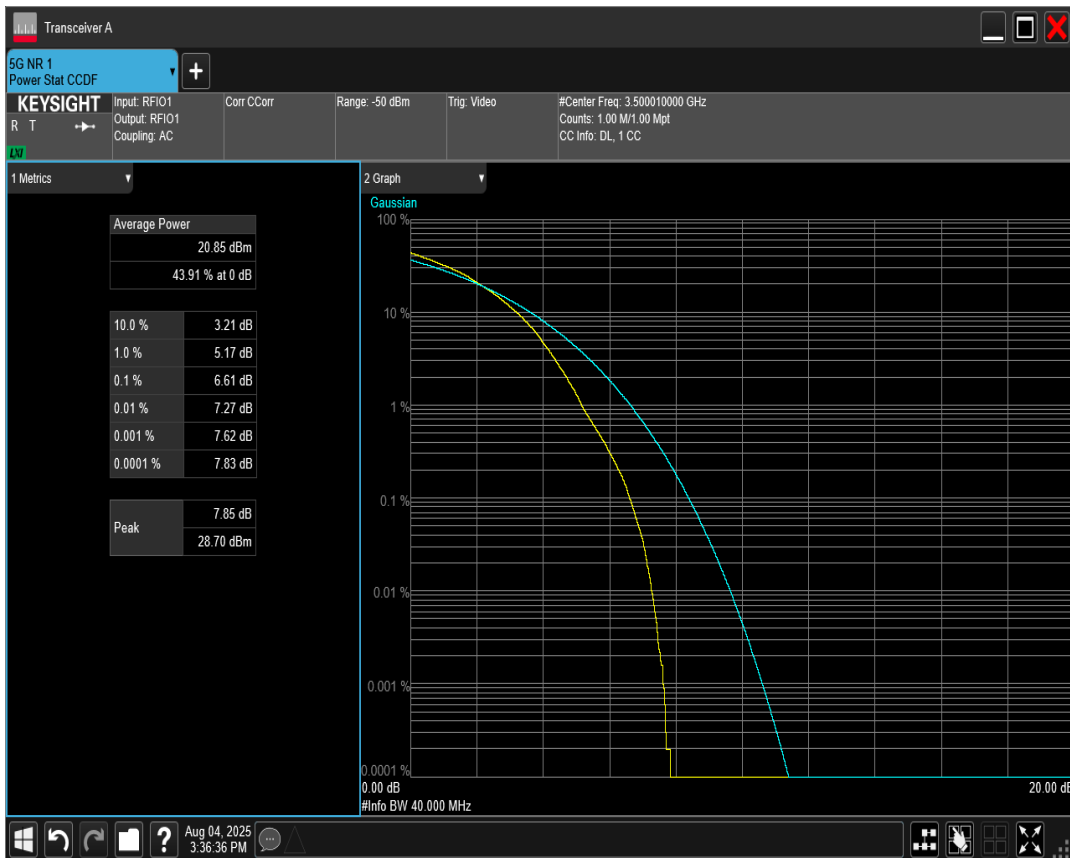 Transceiver A
5G NR 1
Power Stat CCDF
KEYSIGHT
R T
LXI
Input: RFIO1
Output: RFIO1
Coupling: AC
Corr CCorr
Range: -50 dBm
Trig: Video
#Center Freq: 3.500010000 GHz
Counts: 1.00 M/1.00 Mpt
CC Info: DL, 1 CC
1 Metrics
Average Power
20.85 dBm
43.91 % at 0 dB
10.0 % 3.21 dB
1.0 % 5.17 dB
0.1 % 6.61 dB
0.01 % 7.27 dB
0.001 % 7.62 dB
0.0001 % 7.83 dB
Peak
7.85 dB
28.70 dBm
2 Graph
Gaussian
100 %
10 %
1 %
0.1 %
0.01 %
0.001 %
0.0001 %
0.00 dB 20.00 dB
#Info BW 40.000 MHz
?
Aug 04, 2025
3:36:36 PM